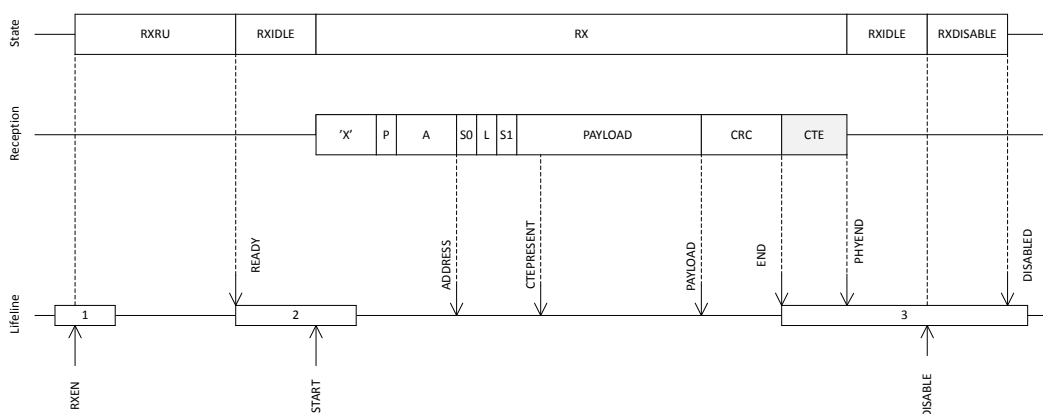 State
RXRU
RXIDLE
RX
RXIDLE
RXDISABLE
Reception
'X'
P
A
S0
L
S1
PAYLOAD
CRC
CTE
READY
ADDRESS
CTEPRESENT
PAYLOAD
END
PHYEND
DISABLED
Lifeline
1
2
3
RXEN
START
DISABLE